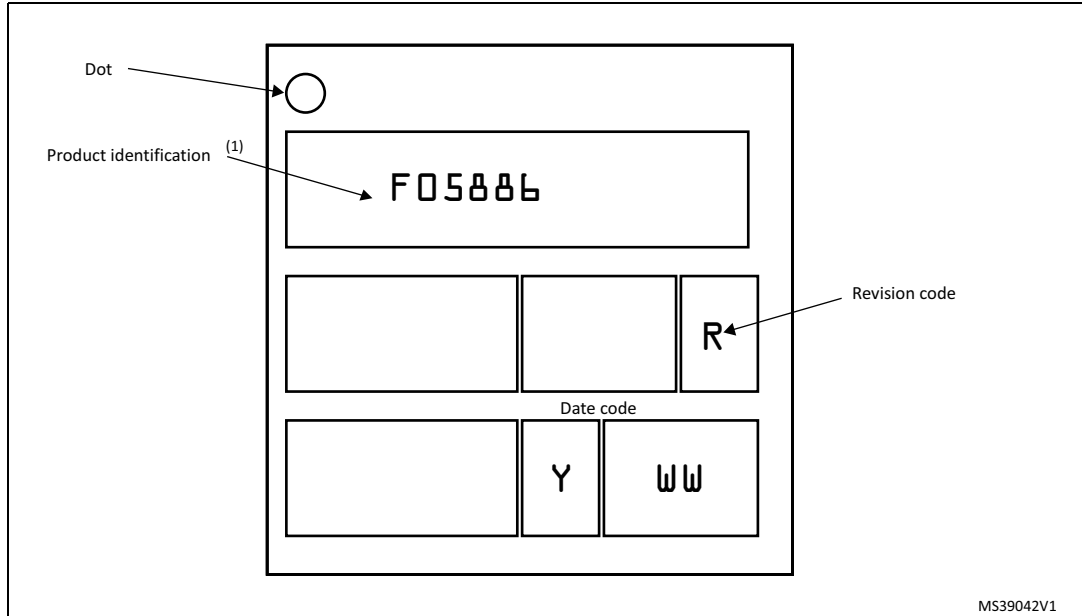 Dot
Product identification (1)
F05886
Revision code
R
Date code
Y WW
MS39042V1